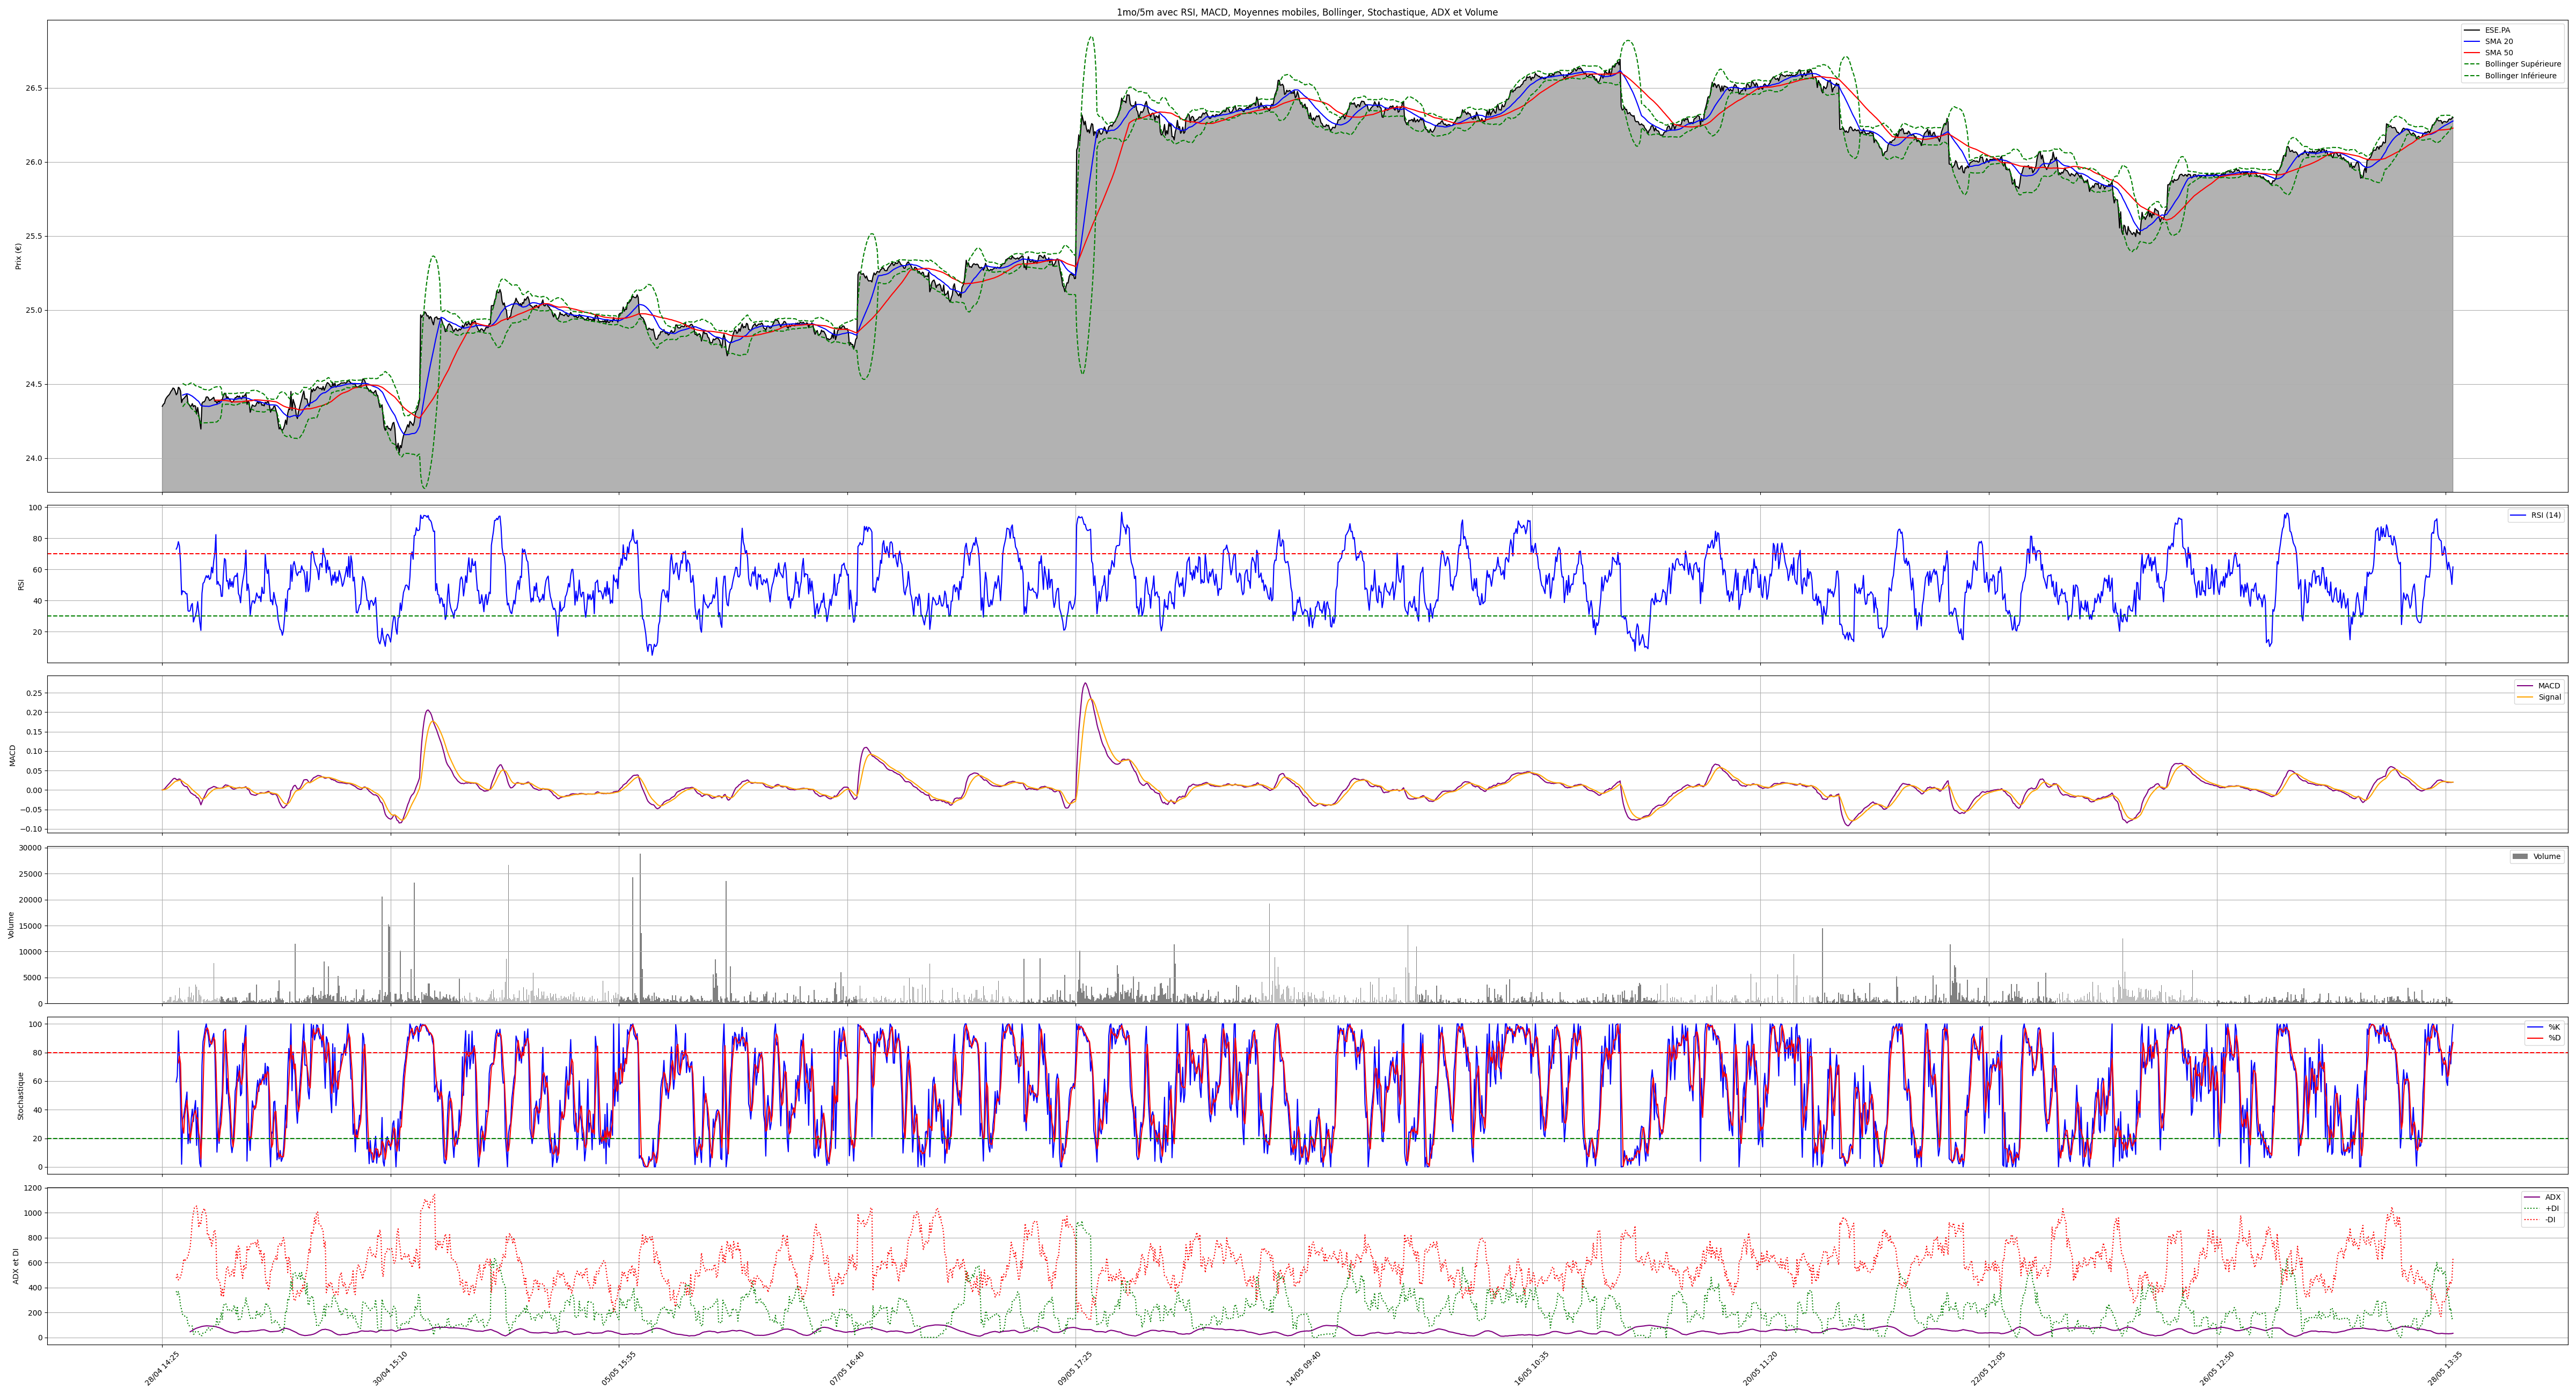 1mo/5m avec RSI, MACD, Moyennes mobiles, Bollinger, Stochastique, ADX et Volume
ESE.PA
SMA 20
SMA 50
Bollinger Supérieure
Bollinger Inférieure
Prix (€)
26.5
26.0
25.5
25.0
24.5
24.0
RSI (14)
RSI
100
80
60
40
20
MACD
Signal
MACD
0.25
0.20
0.15
0.10
0.05
0.00
−0.05
−0.10
Volume
Volume
30000
25000
20000
15000
10000
5000
0
%K
%D
Stochastique
100
80
60
40
20
0
ADX
+DI
-DI
ADX et DI
1200
1000
800
600
400
200
0
28/04 14:25
30/04 15:10
05/05 15:55
07/05 16:40
09/05 17:25
14/05 09:40
16/05 10:35
20/05 11:20
22/05 12:05
26/05 12:50
28/05 13:35